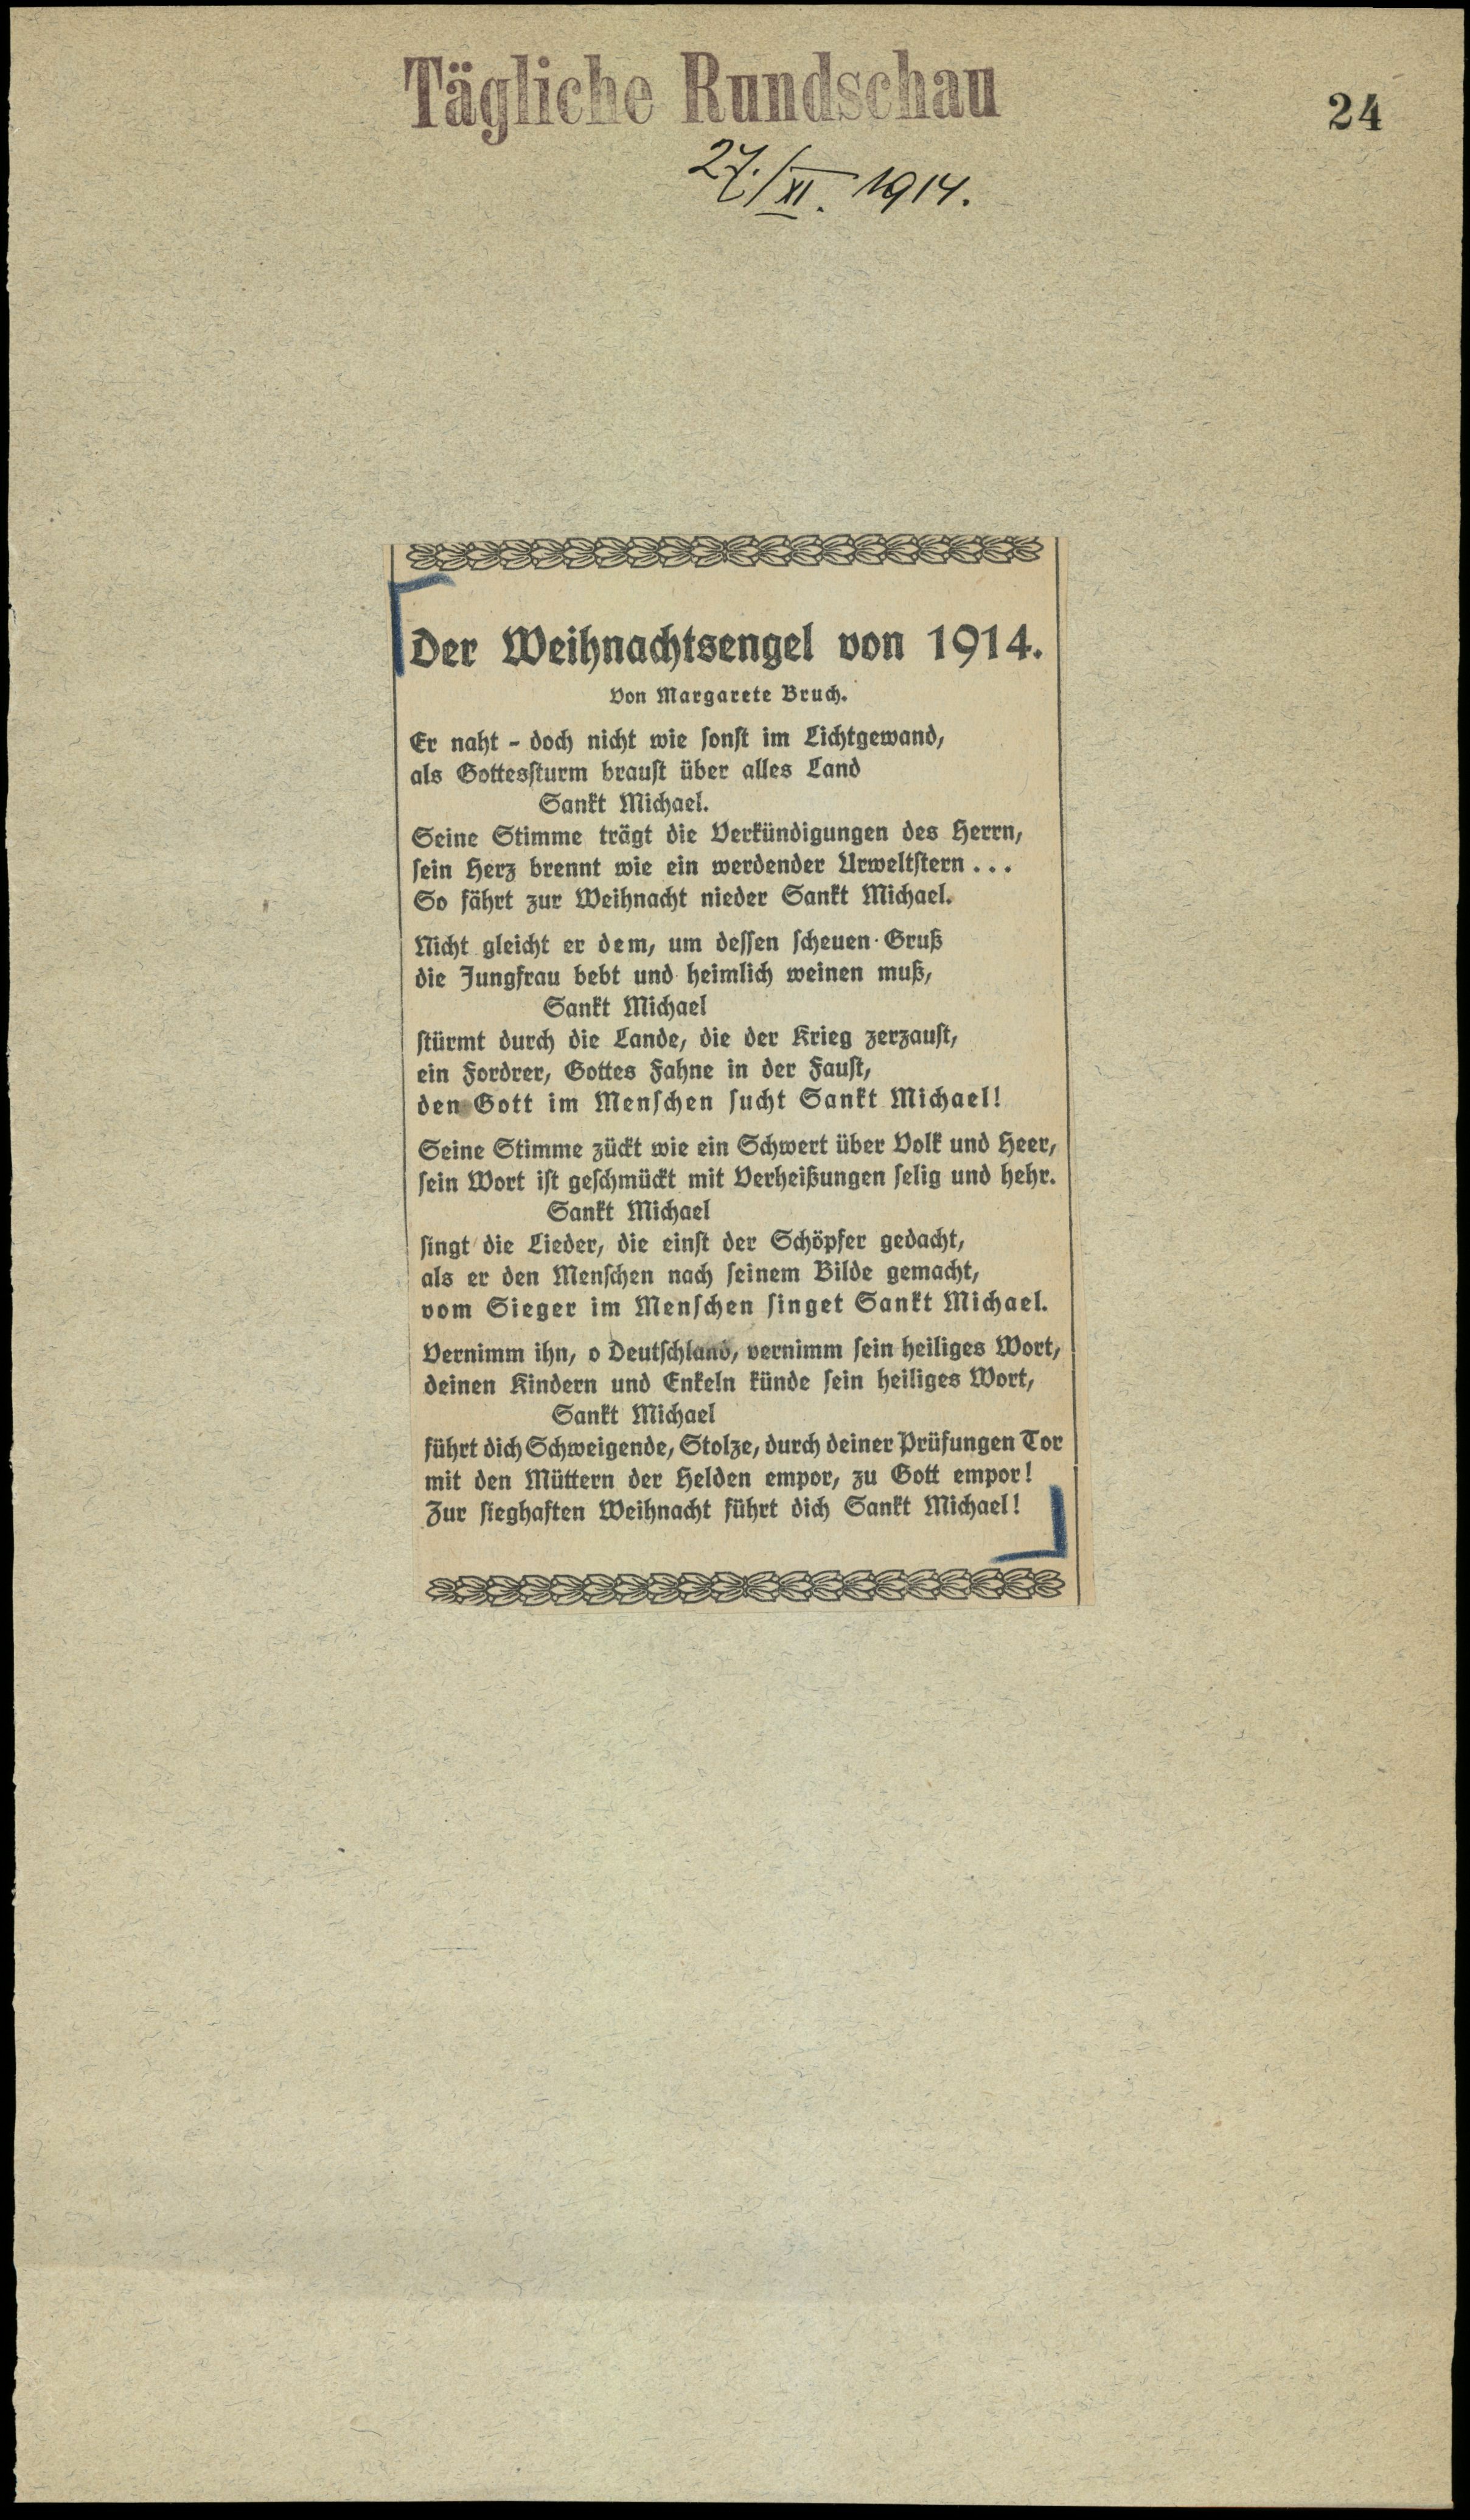 Tägliche Rundschau
24
27./XI. 1914.
Der Weihnachtsengel von 1914.
Von Margarete Bruch.
Er naht - doch nicht wie ſonſt im Lichtgewand,
als Gottesſturm brauſt über alles Land
Sankt Michael.
Seine Stimme trägt die Verkündigungen des Herrn,
ſein Herz brennt wie ein werdender Urweltſtern...
So fährt zur Weihnacht nieder Sankt Michael.
Nicht gleicht er dem, um deſſen ſcheuen Gruß
die Jungfrau bebt und heimlich weinen muß,
Sankt Michael
ſtürmt durch die Lande, die der Krieg zerzauſt,
ein Fordrer, Gottes Fahne in der Fauſt,
den Gott im Menſchen ſucht Sankt Michael!
Seine Stimme zückt wie ein Schwert über Volk und Heer,
ſein Wort iſt geſchmückt mit Verheißungen ſelig und hehr.
Sankt Michael
ſingt die Lieder, die einſt der Schöpfer gedacht,
als er den Menſchen nach ſeinem Bilde gemacht,
vom Sieger im Menſchen ſinget Sankt Michael.
Vernimm ihn, o Deutſchland, vernimm ſein heiliges Wort,
deinen Kindern und Enkeln künde ſein heiliges Wort,
Sankt Michael
führt dich Schweigende, Stolze, durch deiner Prüfungen Tor
mit den Müttern der Helden empor, zu Gott empor!
Zur ſieghaften Weihnacht führt dich Sankt Michael!